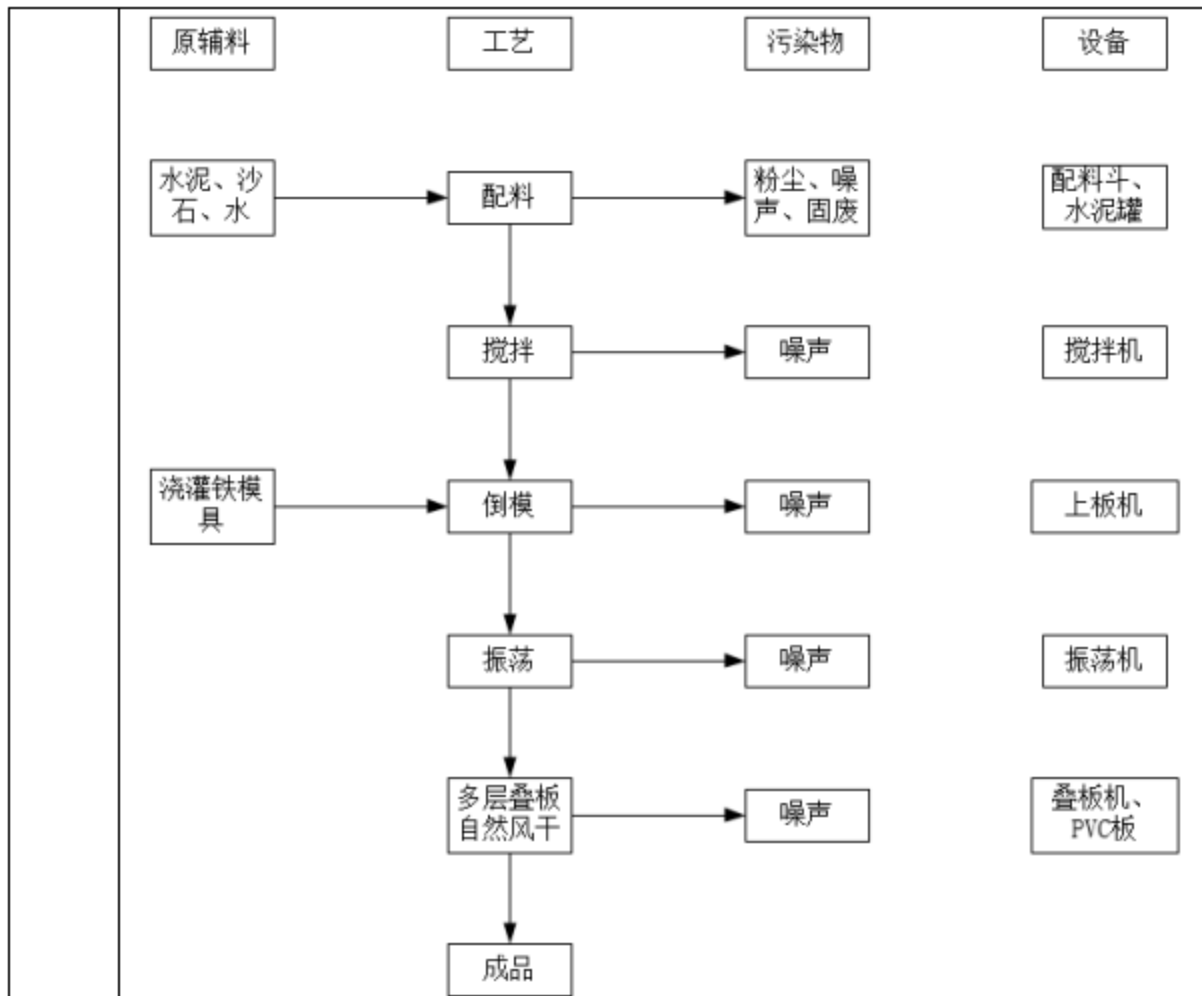 原辅料
工艺
污染物
设备
水泥、沙
石、水
配料
粉尘、噪
声、固废
配料斗、
水泥罐
搅拌
噪声
搅拌机
浇灌铁模
具
倒模
噪声
上板机
振荡
噪声
振荡机
多层叠板
自然风干
噪声
叠板机、
PVC板
成品